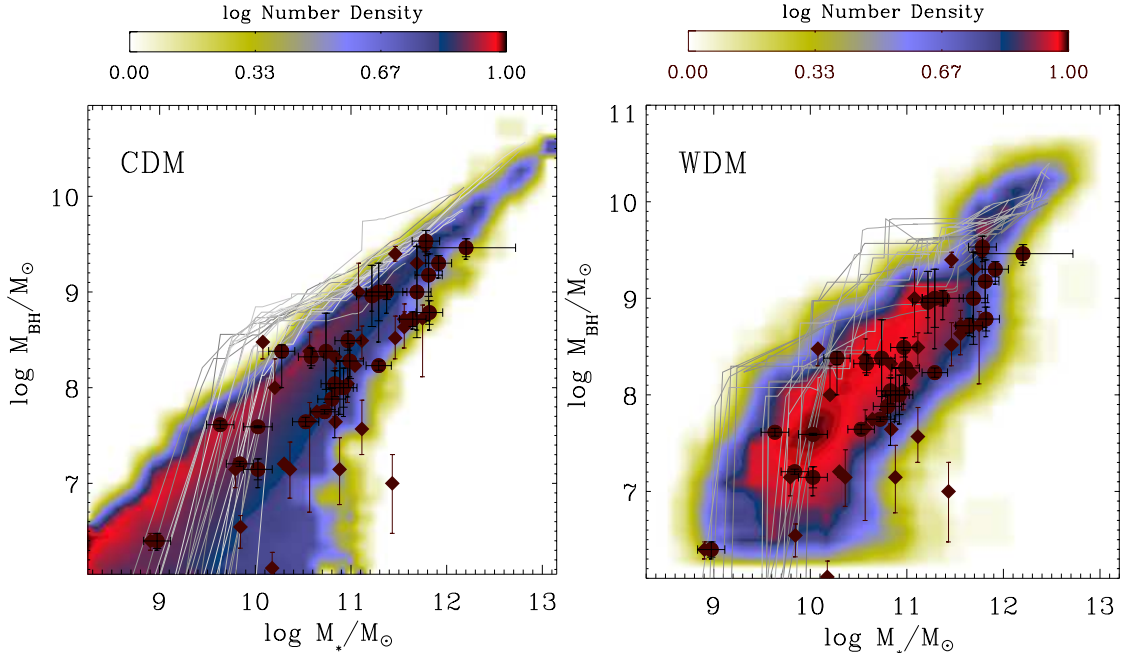 log Number Density
0.00 0.33 0.67 1.00
CDM
log M_BH/M_⊙
10
9
8
7
9 10 11 12 13
log M_*/M_⊙
log Number Density
0.00 0.33 0.67 1.00
WDM
log M_BH/M_⊙
11
10
9
8
7
9 10 11 12 13
log M_*/M_⊙